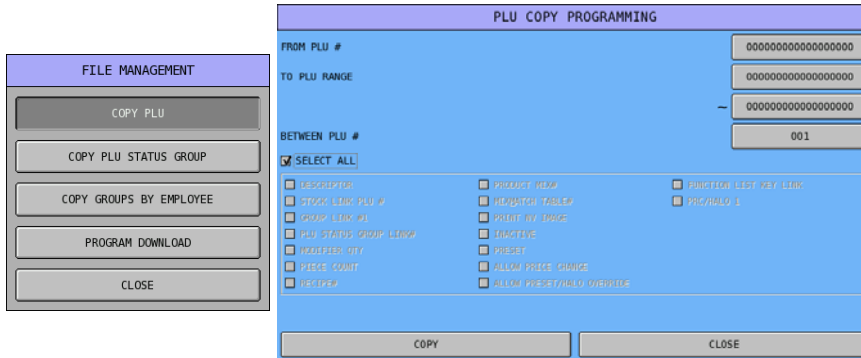 FILE MANAGEMENT
COPY PLU
COPY PLU STATUS GROUP
COPY GROUPS BY EMPLOYEE
PROGRAM DOWNLOAD
CLOSE
PLU COPY PROGRAMMING
FROM PLU # 000000000000000000
TO PLU RANGE 000000000000000000
~ 000000000000000000
BETWEEN PLU # 001
SELECT ALL
DESCRIPTOR PRODUCT MIX# FUNCTION LIST KEY LINK
STOCK LINK PLU # MIX&MATCH TABLE# PRC/HALO 1
GROUP LINK #1 PRINT NV IMAGE
PLU STATUS GROUP LINK# INACTIVE
MODIFIER QTY PRESET
PIECE COUNT ALLOW PRICE CHANGE
RECIPE# ALLOW PRESET/HALO OVERRIDE
COPY CLOSE